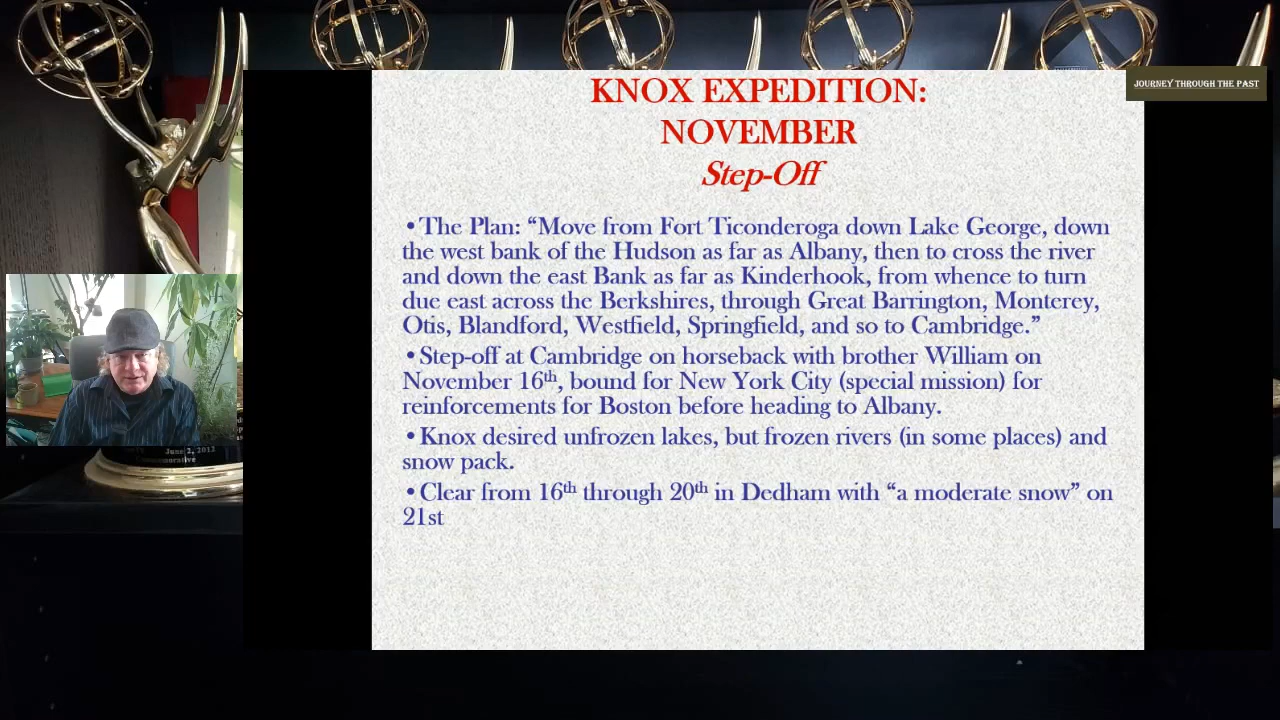 JOURNEY THROUGH THE PAST
KNOX EXPEDITION:
NOVEMBER
Step-Off
•The Plan: “Move from Fort Ticonderoga down Lake George, down
the west bank of the Hudson as far as Albany, then to cross the river
and down the east Bank as far as Kinderhook, from whence to turn
due east across the Berkshires, through Great Barrington, Monterey,
Otis, Blandford, Westfield, Springfield, and so to Cambridge.”
•Step-off at Cambridge on horseback with brother William on
November 16th, bound for New York City (special mission) for
reinforcements for Boston before heading to Albany.
•Knox desired unfrozen lakes, but frozen rivers (in some places) and
snow pack.
•Clear from 16th through 20th in Dedham with “a moderate snow” on
21st
June 2, 2012